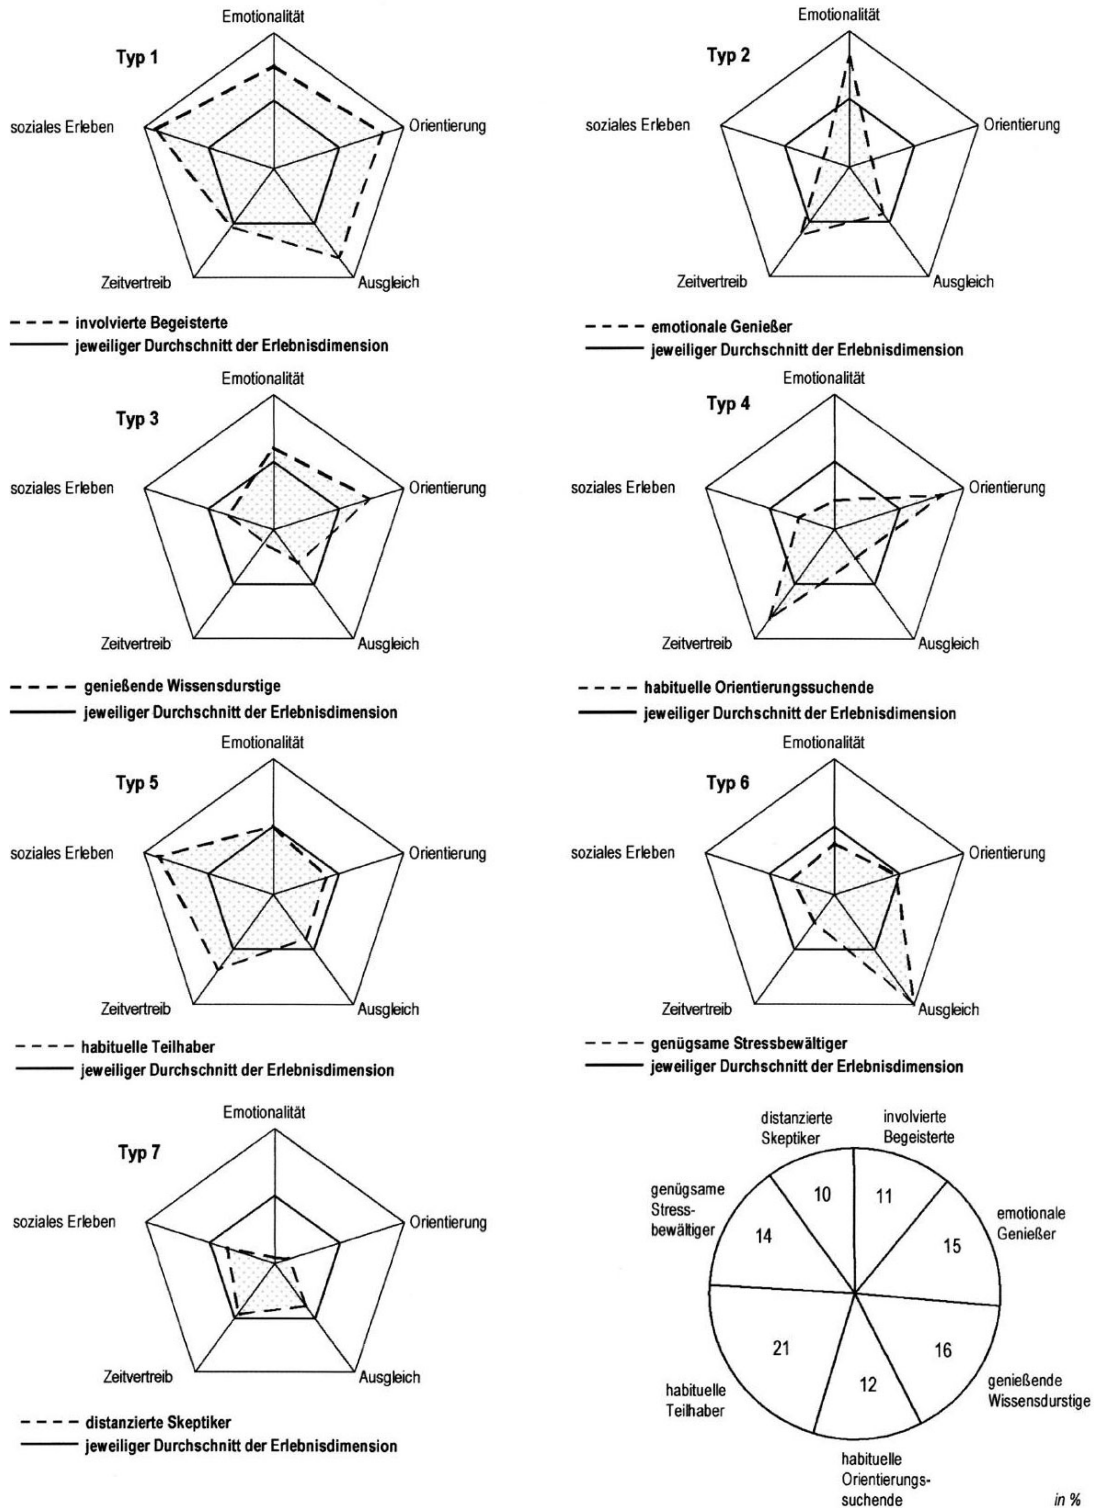 Emotionalität
Typ 1
soziales Erleben
Orientierung
Zeitvertreib
Ausgleich
involvierte Begeisterte
jeweiliger Durchschnitt der Erlebnisdimension
Emotionalität
Typ 2
soziales Erleben
Orientierung
Zeitvertreib
Ausgleich
emotionale Genießer
jeweiliger Durchschnitt der Erlebnisdimension
Emotionalität
Typ 3
soziales Erleben
Orientierung
Zeitvertreib
Ausgleich
genießende Wissensdurstige
jeweiliger Durchschnitt der Erlebnisdimension
Emotionalität
Typ 4
soziales Erleben
Orientierung
Zeitvertreib
Ausgleich
habituelle Orientierungssuchende
jeweiliger Durchschnitt der Erlebnisdimension
Emotionalität
Typ 5
soziales Erleben
Orientierung
Zeitvertreib
Ausgleich
habituelle Teilhaber
jeweiliger Durchschnitt der Erlebnisdimension
Emotionalität
Typ 6
soziales Erleben
Orientierung
Zeitvertreib
Ausgleich
genügsame Stressbewältiger
jeweiliger Durchschnitt der Erlebnisdimension
Emotionalität
Typ 7
soziales Erleben
Orientierung
Zeitvertreib
Ausgleich
distanzierte Skeptiker
jeweiliger Durchschnitt der Erlebnisdimension
distanzierte
Skeptiker
involvierte
Begeisterte
genügsame
Stress-
bewältiger
emotionale
Genießer
10
11
14
15
21
16
12
habituelle
Teilhaber
genießende
Wissensdurstige
habituelle
Orientierungs-
suchende
in %